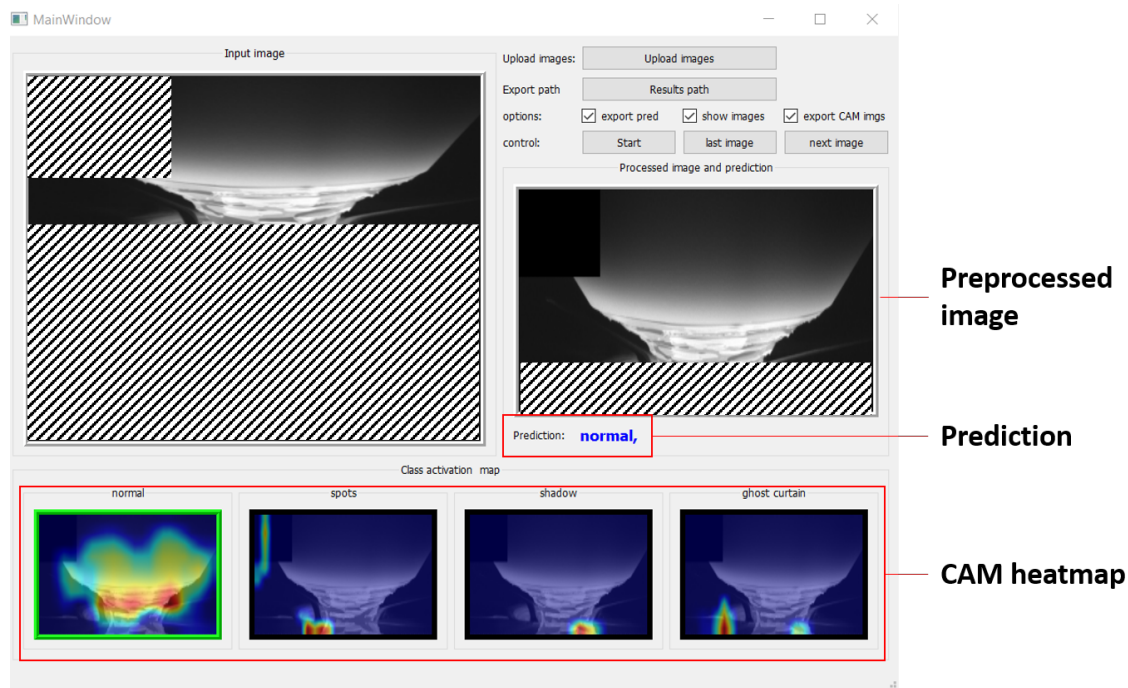 MainWindow
Input image
Upload images:
Upload images
Export path
Results path
options:
export pred
show images
export CAM imgs
control:
Start
last image
next image
Processed image and prediction
Preprocessed
image
Prediction: normal,
Prediction
Class activation map
normal
spots
shadow
ghost curtain
CAM heatmap